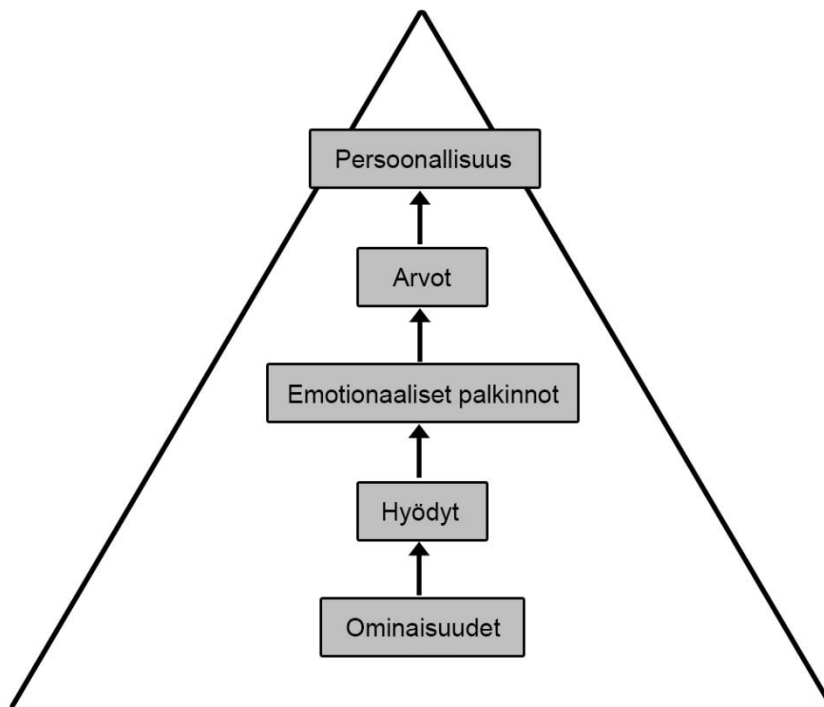 Persoonallisuus
Arvot
Emotionaaliset palkinnot
Hyödyt
Ominaisuudet